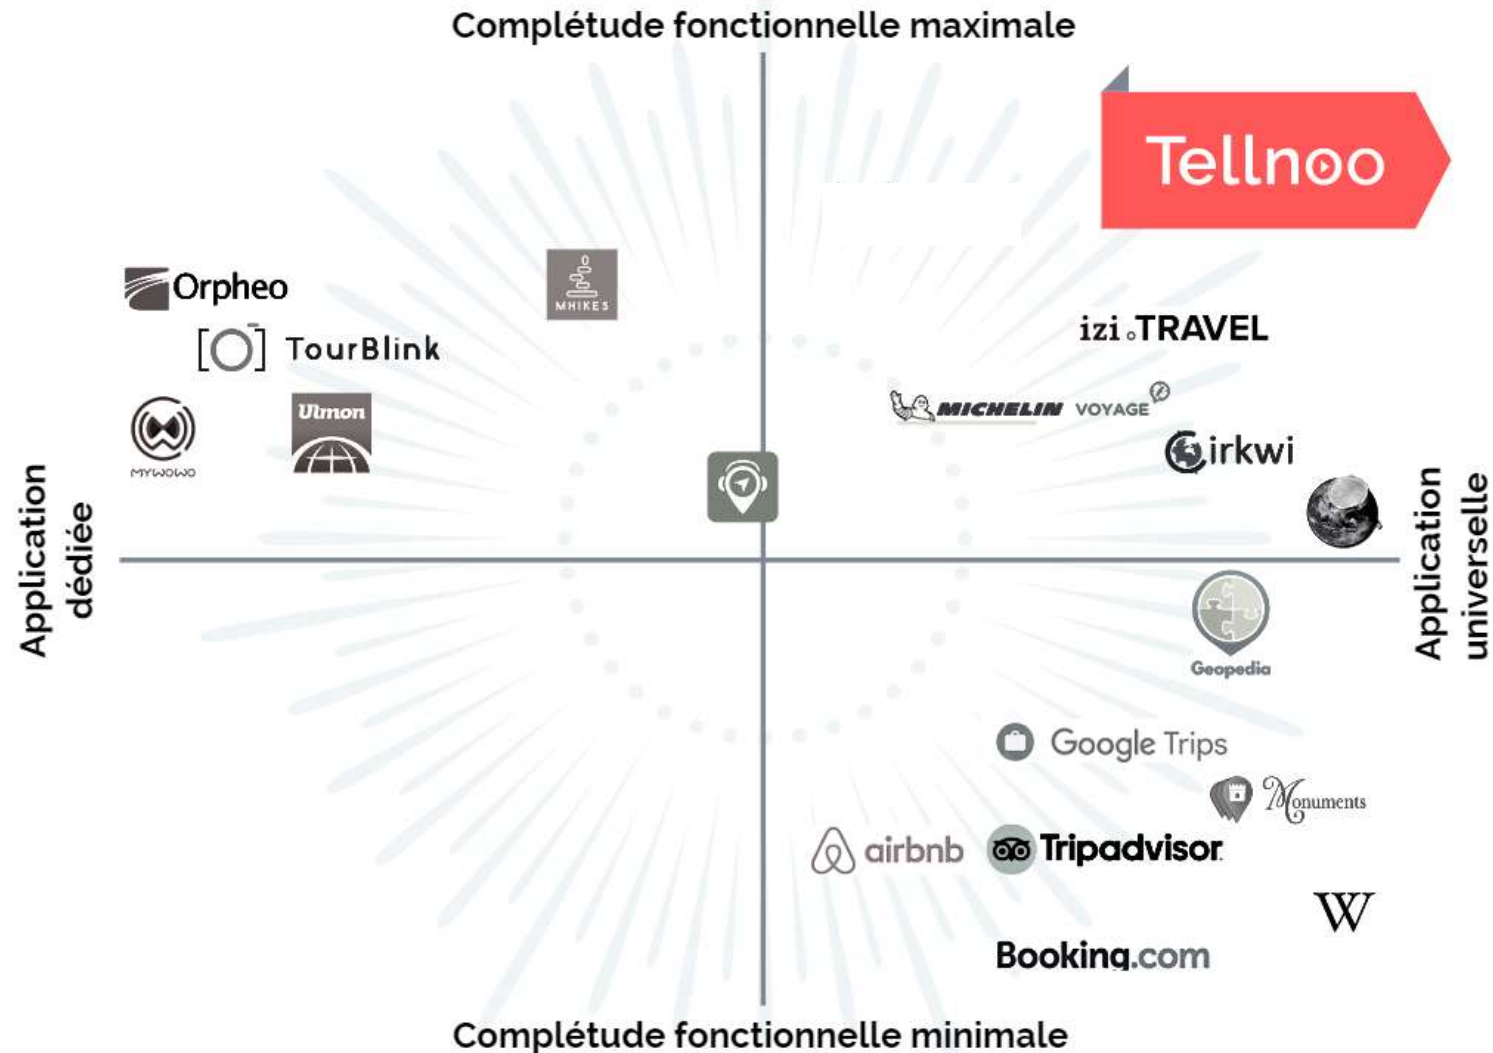 Complétude fonctionnelle maximale
Tellnoo
Orpheo
MHIKES
TourBlink
izi.TRAVEL
MICHELIN VOYAGE
Ulmon
MYWOWO
Cirkwi
Application
dédiée
Application
universelle
Geopedia
Google Trips
Monuments
airbnb
Tripadvisor
W
Booking.com
Complétude fonctionnelle minimale